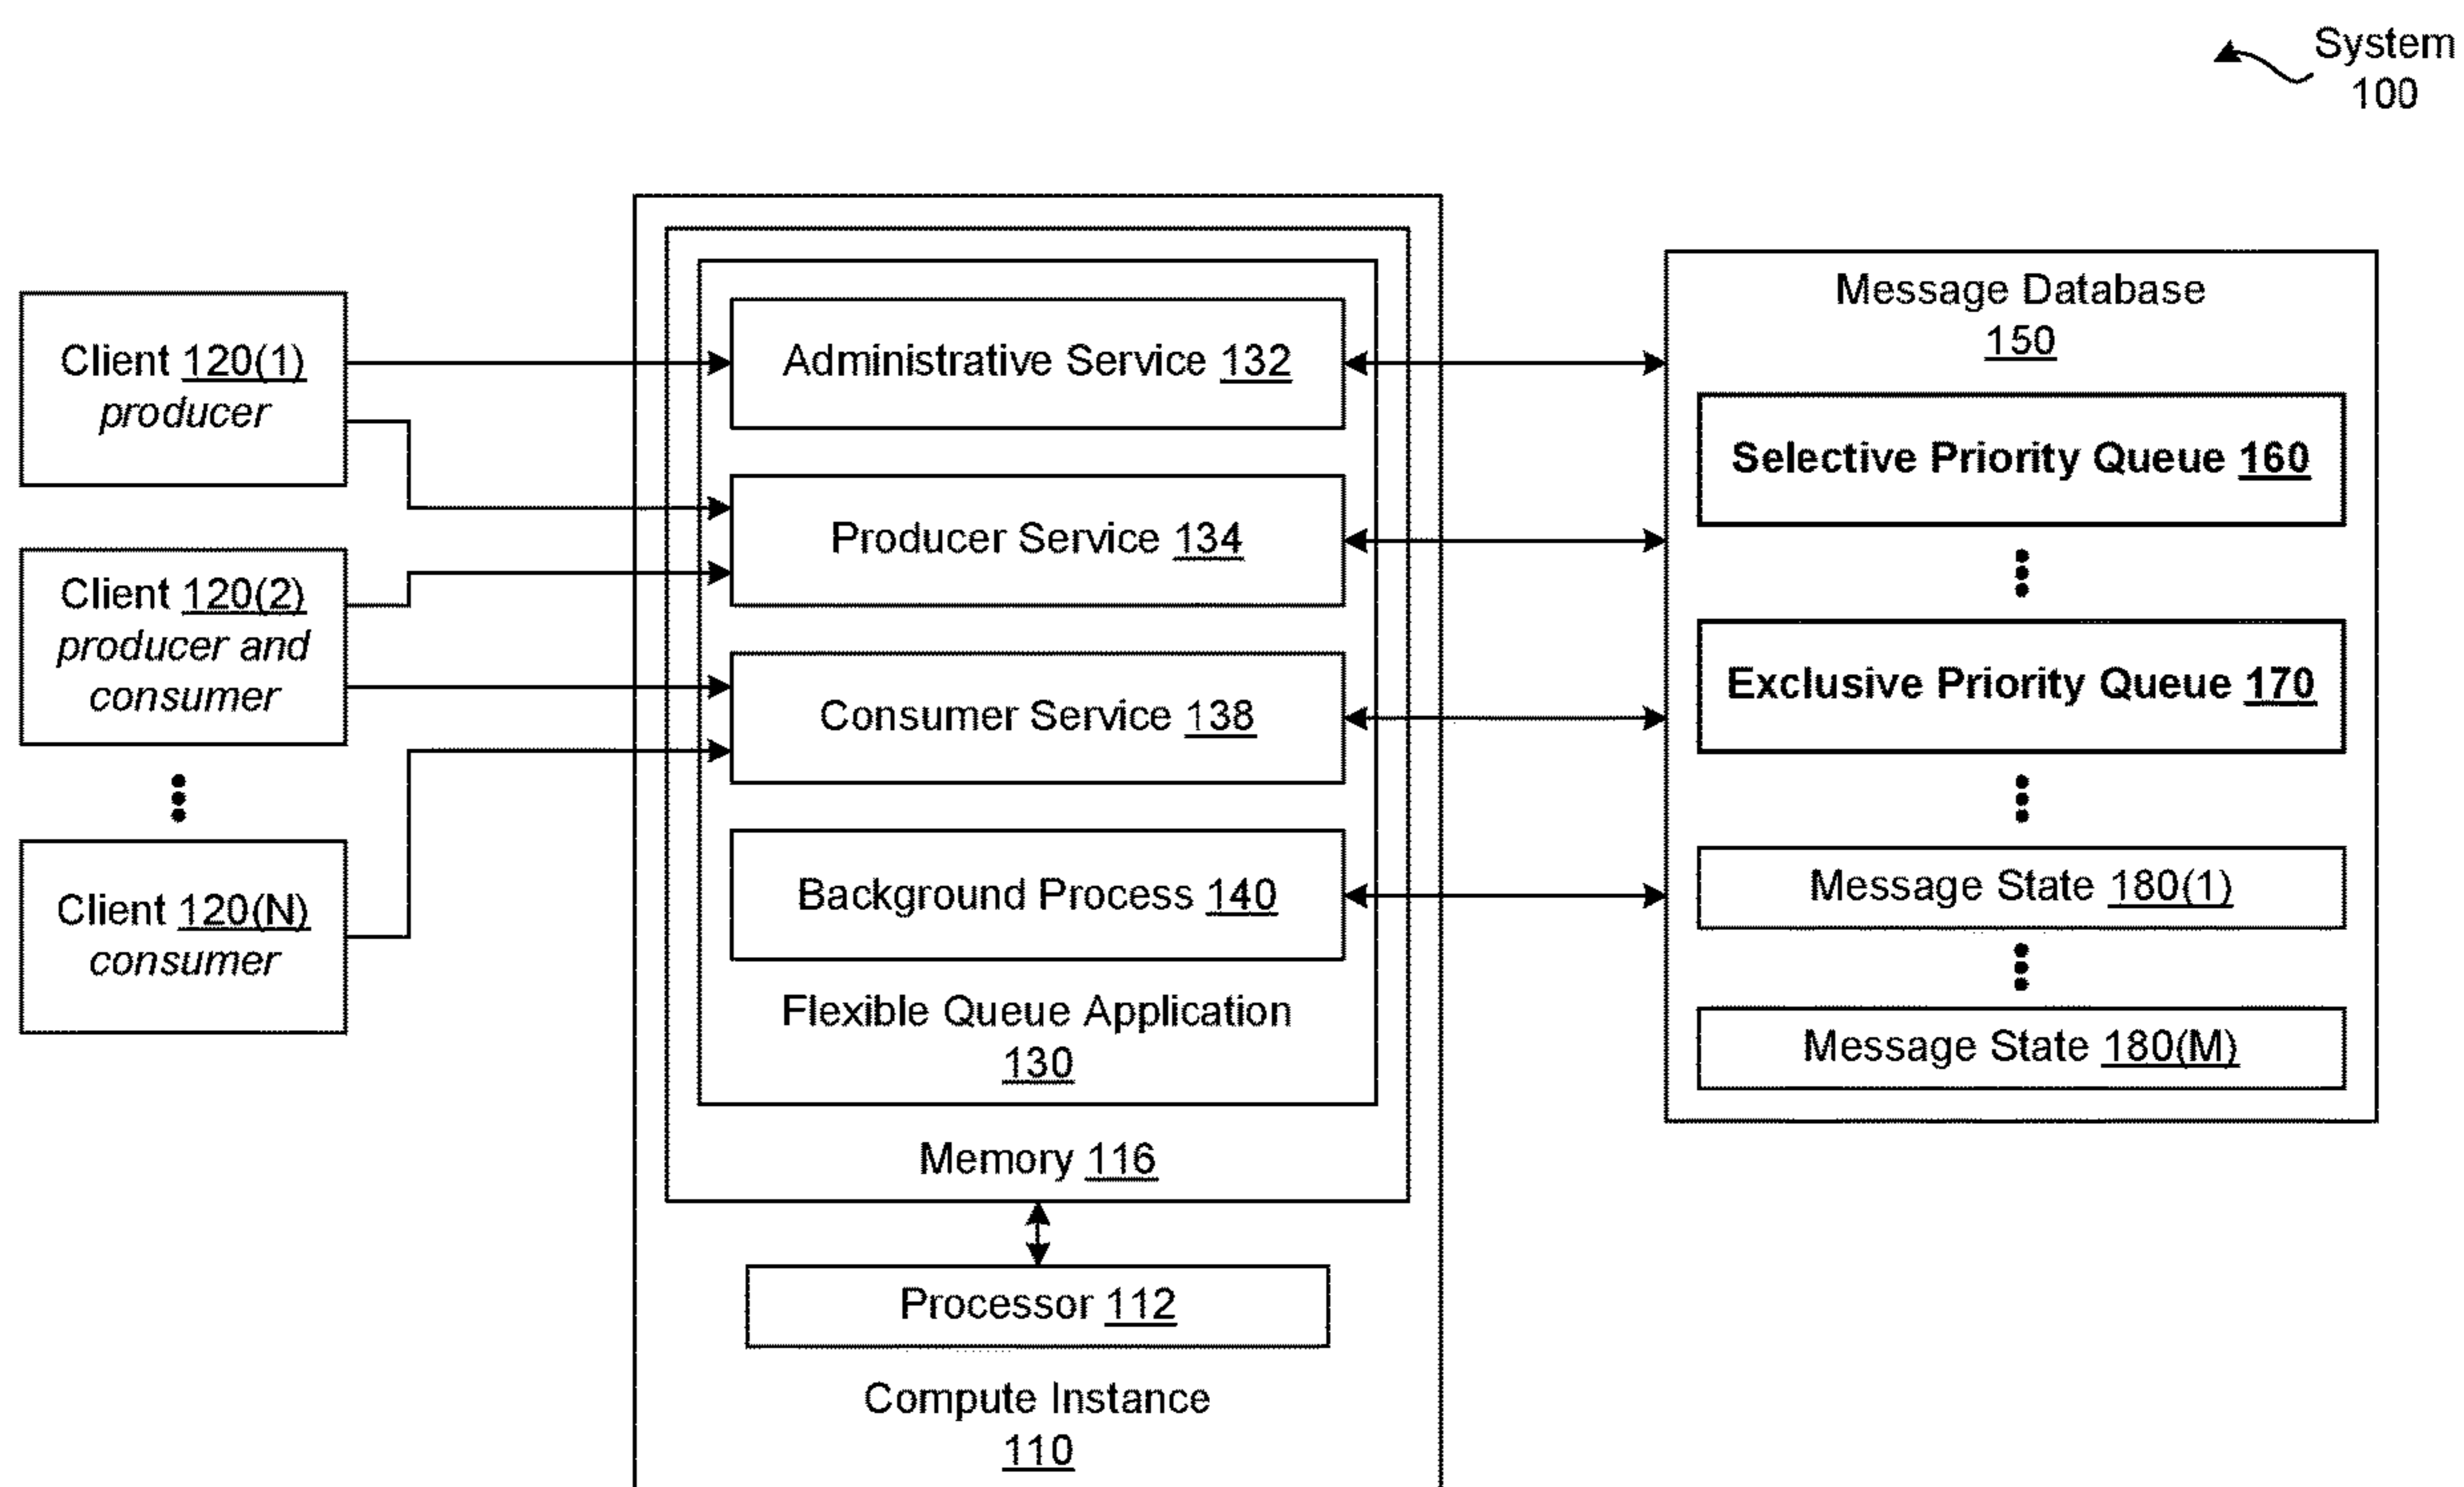 System
100
Client 120(1)
producer
Client 120(2)
producer and
consumer
Client 120(N)
consumer
Administrative Service 132
Producer Service 134
Consumer Service 138
Background Process 140
Flexible Queue Application
130
Memory 116
Processor 112
Compute Instance
110
Message Database
150
Selective Priority Queue 160
Exclusive Priority Queue 170
Message State 180(1)
Message State 180(M)